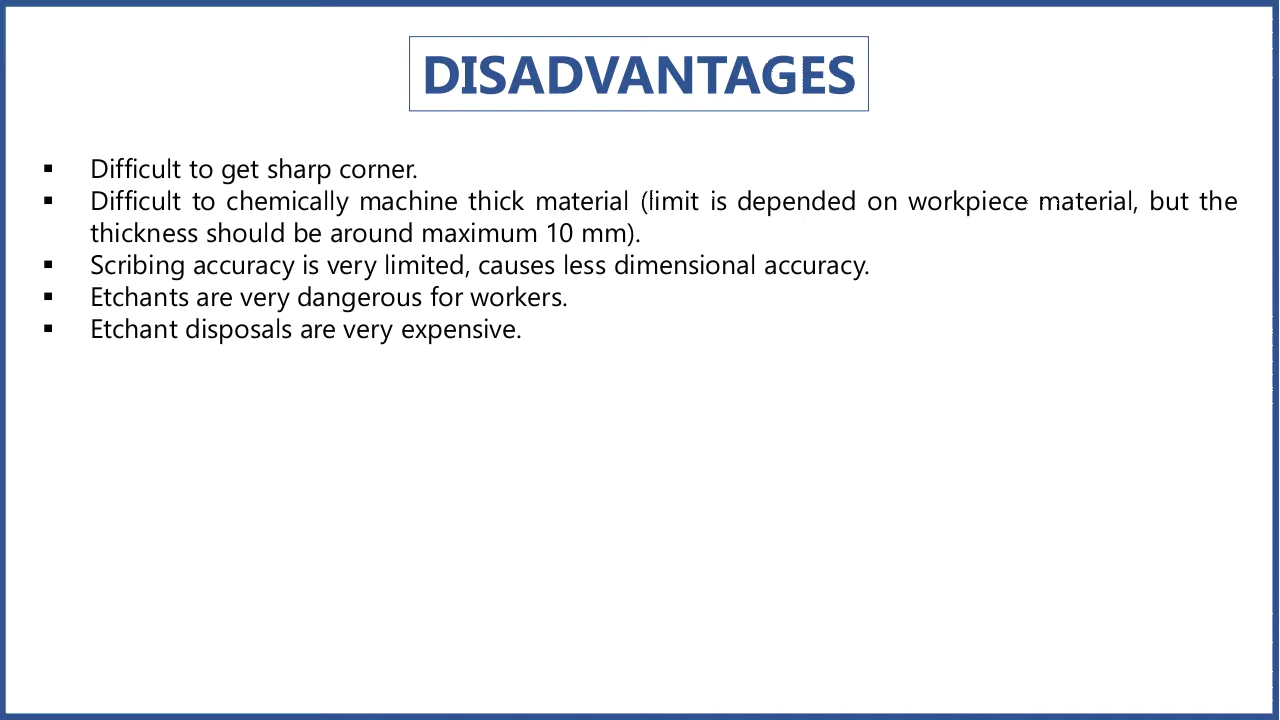 DISADVANTAGES
▪ Difficult to get sharp corner.
▪ Difficult to chemically machine thick material (limit is depended on workpiece material, but the
thickness should be around maximum 10 mm).
▪ Scribing accuracy is very limited, causes less dimensional accuracy.
▪ Etchants are very dangerous for workers.
▪ Etchant disposals are very expensive.